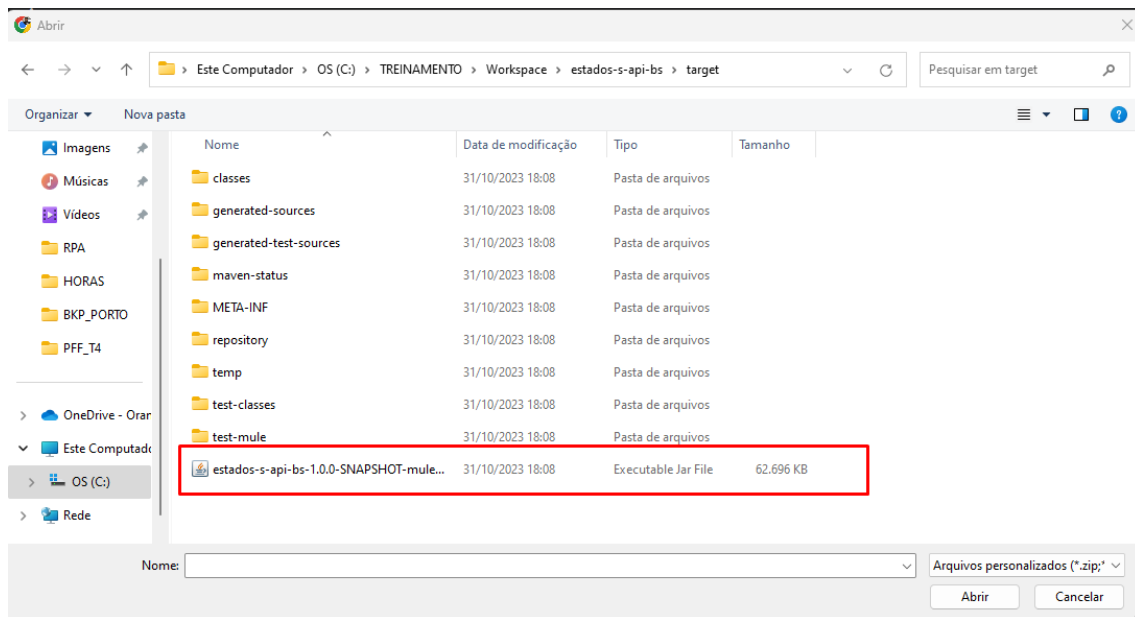 Abrir
Este Computador > OS (C:) > TREINAMENTO > Workspace > estados-s-api-bs > target
Pesquisar em target
Organizar
Nova pasta
Imagens
Músicas
Vídeos
RPA
HORAS
BKP_PORTO
PFF_T4
OneDrive - Oran
Este Computado
OS (C:)
Rede
Nome Data de modificação Tipo Tamanho
classes 31/10/2023 18:08 Pasta de arquivos
generated-sources 31/10/2023 18:08 Pasta de arquivos
generated-test-sources 31/10/2023 18:08 Pasta de arquivos
maven-status 31/10/2023 18:08 Pasta de arquivos
META-INF 31/10/2023 18:08 Pasta de arquivos
repository 31/10/2023 18:08 Pasta de arquivos
temp 31/10/2023 18:08 Pasta de arquivos
test-classes 31/10/2023 18:08 Pasta de arquivos
test-mule 31/10/2023 18:08 Pasta de arquivos
estados-s-api-bs-1.0.0-SNAPSHOT-mule... 31/10/2023 18:08 Executable Jar File 62.696 KB
Nome:
Arquivos personalizados (*.zip;*
Abrir
Cancelar